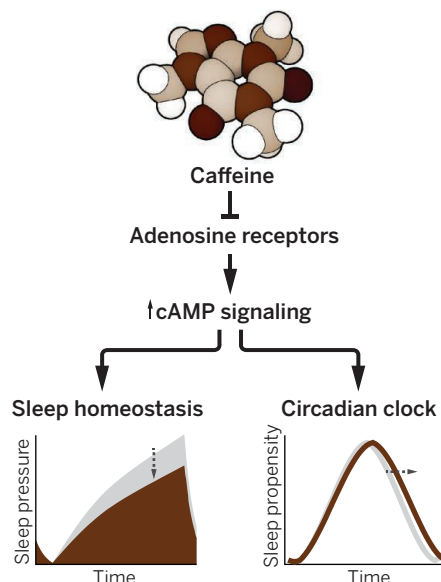 Caffeine
Adenosine receptors
↑cAMP signaling
Sleep homeostasis
Circadian clock
Sleep pressure
Time
Sleep propensity
Time